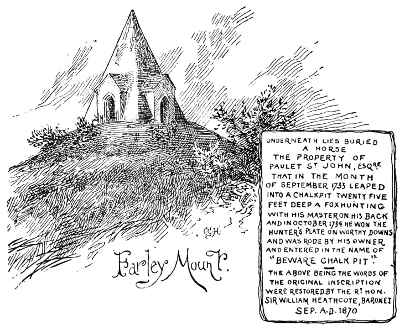 UNDERNEATH LIES BURIED
A HORSE
THE PROPERTY OF
PAULET ST JOHN, ESQRE.
THAT IN THE MONTH
OF SEPTEMBER 1733 LEAPED
INTO A CHALKPIT TWENTY FIVE
FEET DEEP A FOXHUNTING
WITH HIS MASTER ON HIS BACK
AND IN OCTOBER 1734 HE WON THE
HUNTER'S PLATE ON WORTHY DOWNS
AND WAS RODE BY HIS OWNER
AND ENTERED IN THE NAME OF
"BEWARE CHALK PIT".
THE ABOVE BEING THE WORDS OF
THE ORIGINAL INSCRIPTION
WERE RESTORED BY THE RT. HON.
SIR WILLIAM HEATHCOTE, BARONET
SEP. A.D. 1870
Farley Mount.